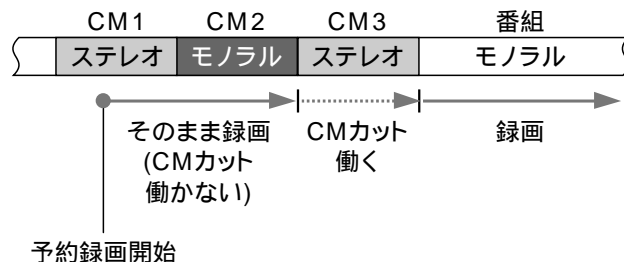 CM1 CM2 CM3 番組
ステレオ モノラル ステレオ モノラル
そのまま録画 CMカット 録画
(CMカット 働く
働かない)
予約録画開始